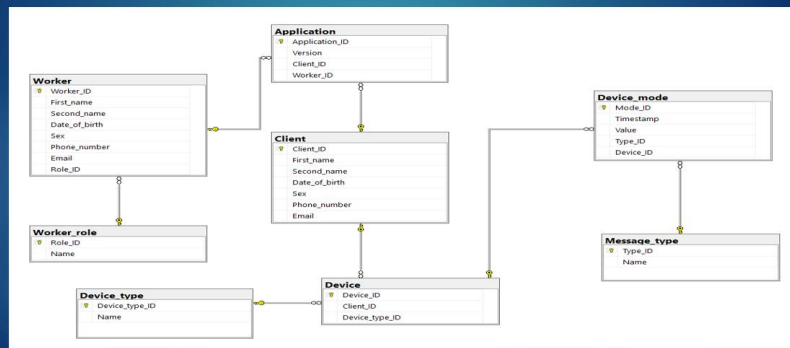 Application
Application_ID
Version
Client_ID
Worker_ID
Worker
Worker_ID
First_name
Second_name
Date_of_birth
Sex
Phone_number
Email
Role_ID
Device_mode
Mode_ID
Timestamp
Value
Type_ID
Device_ID
Client
Client_ID
First_name
Second_name
Date_of_birth
Sex
Phone_number
Email
Worker_role
Role_ID
Name
Message_type
Type_ID
Name
Device_type
Device_type_ID
Name
Device
Device_ID
Client_ID
Device_type_ID